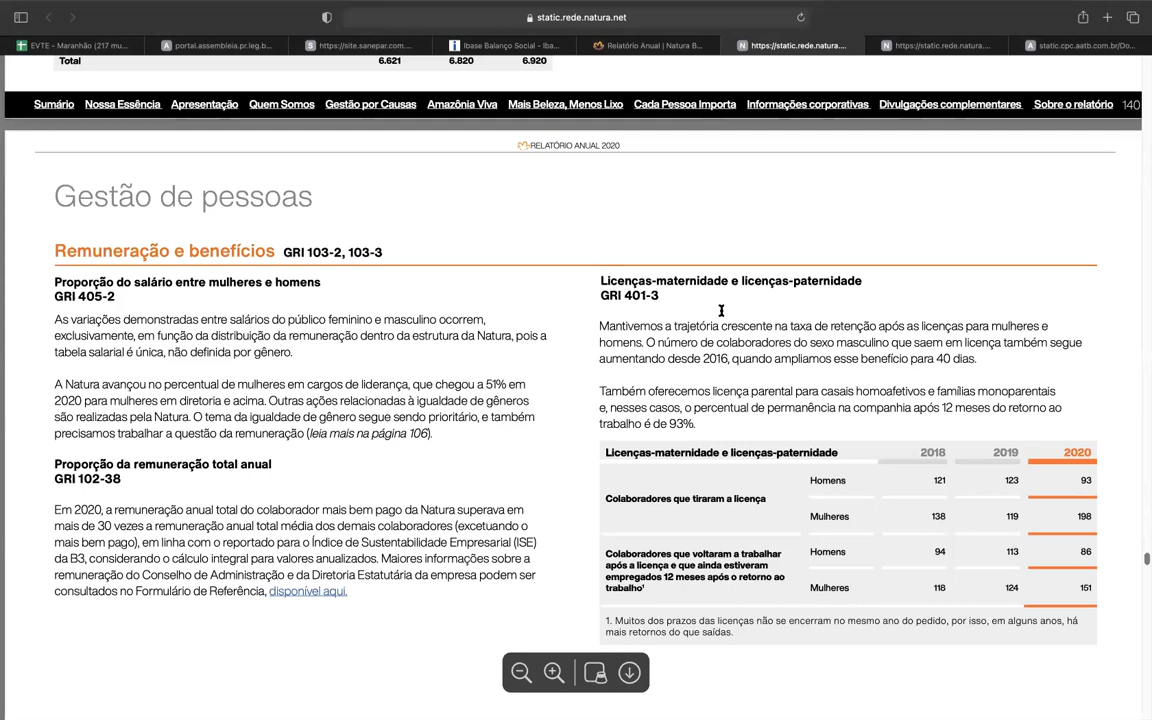 static.rede.natura.net
EVTE - Maranhão (217 mu...
portal.assembleia.pr.leg.b...
https://site.sanepar.com....
Ibase Balanço Social - Iba...
Relatório Anual | Natura B...
https://static.rede.natura....
https://static.rede.natura....
static.cpc.aatb.com.br/Do...
Total 6.621 6.820 6.920
Sumário Nossa Essência Apresentação Quem Somos Gestão por Causas Amazônia Viva Mais Beleza, Menos Lixo Cada Pessoa Importa Informações corporativas Divulgações complementares Sobre o relatório 140
RELATÓRIO ANUAL 2020
Gestão de pessoas
Remuneração e benefícios GRI 103-2, 103-3
Proporção do salário entre mulheres e homens
GRI 405-2
As variações demonstradas entre salários do público feminino e masculino ocorrem,
exclusivamente, em função da distribuição da remuneração dentro da estrutura da Natura, pois a
tabela salarial é única, não definida por gênero.
A Natura avançou no percentual de mulheres em cargos de liderança, que chegou a 51% em
2020 para mulheres em diretoria e acima. Outras ações relacionadas à igualdade de gêneros
são realizadas pela Natura. O tema da igualdade de gênero segue sendo prioritário, e também
precisamos trabalhar a questão da remuneração (leia mais na página 106).
Proporção da remuneração total anual
GRI 102-38
Em 2020, a remuneração anual total do colaborador mais bem pago da Natura superava em
mais de 30 vezes a remuneração anual total média dos demais colaboradores (excetuando o
mais bem pago), em linha com o reportado para o Índice de Sustentabilidade Empresarial (ISE)
da B3, considerando o cálculo integral para valores anualizados. Maiores informações sobre a
remuneração do Conselho de Administração e da Diretoria Estatutária da empresa podem ser
consultados no Formulário de Referência, disponível aqui.
Licenças-maternidade e licenças-paternidade
GRI 401-3
Mantivemos a trajetória crescente na taxa de retenção após as licenças para mulheres e
homens. O número de colaboradores do sexo masculino que saem em licença também segue
aumentando desde 2016, quando ampliamos esse benefício para 40 dias.
Também oferecemos licença parental para casais homoafetivos e famílias monoparentais
e, nesses casos, o percentual de permanência na companhia após 12 meses do retorno ao
trabalho é de 93%.
Licenças-maternidade e licenças-paternidade 2018 2019 2020
Colaboradores que tiraram a licença
Homens 121 123 93
Mulheres 138 119 198
Colaboradores que voltaram a trabalhar
após a licença e que ainda estiveram
empregados 12 meses após o retorno ao
trabalho¹
Homens 94 113 86
Mulheres 118 124 151
1. Muitos dos prazos das licenças não se encerram no mesmo ano do pedido, por isso, em alguns anos, há
mais retornos do que saídas.